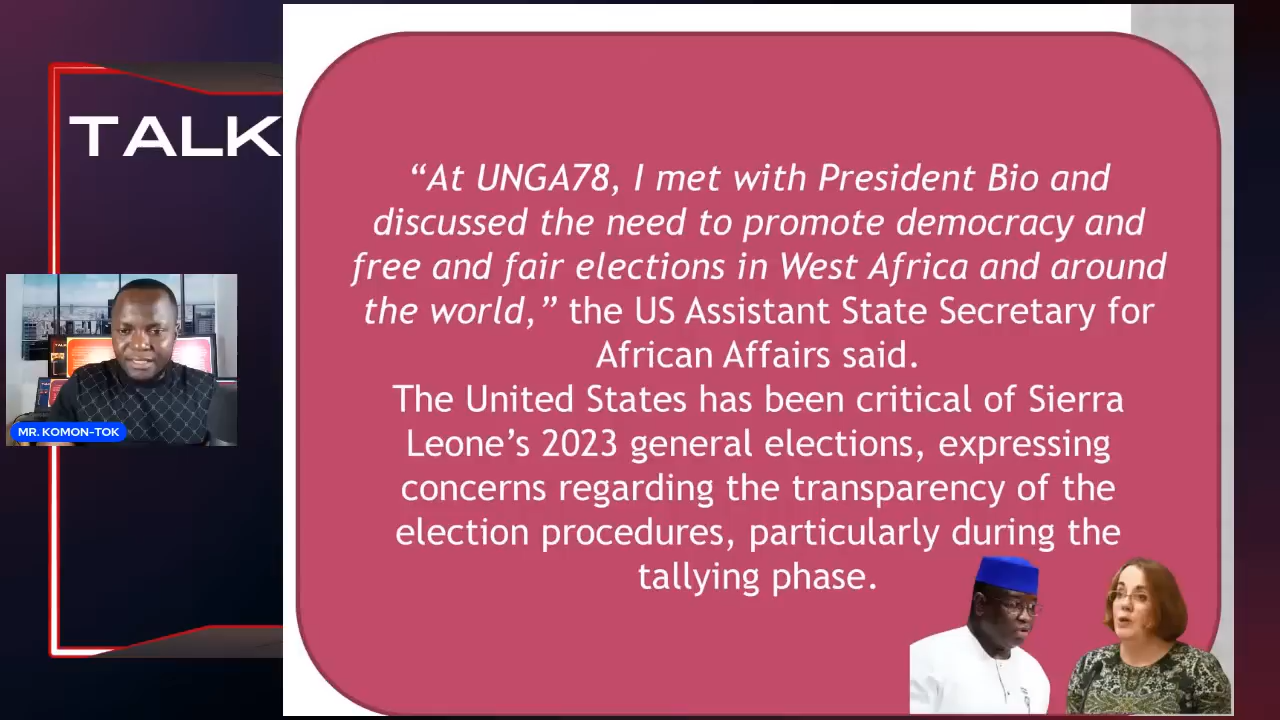 TALK
MR. KOMON-TOK
“At UNGA78, I met with President Bio and
discussed the need to promote democracy and
free and fair elections in West Africa and around
the world,” the US Assistant State Secretary for
African Affairs said.
The United States has been critical of Sierra
Leone’s 2023 general elections, expressing
concerns regarding the transparency of the
election procedures, particularly during the
tallying phase.